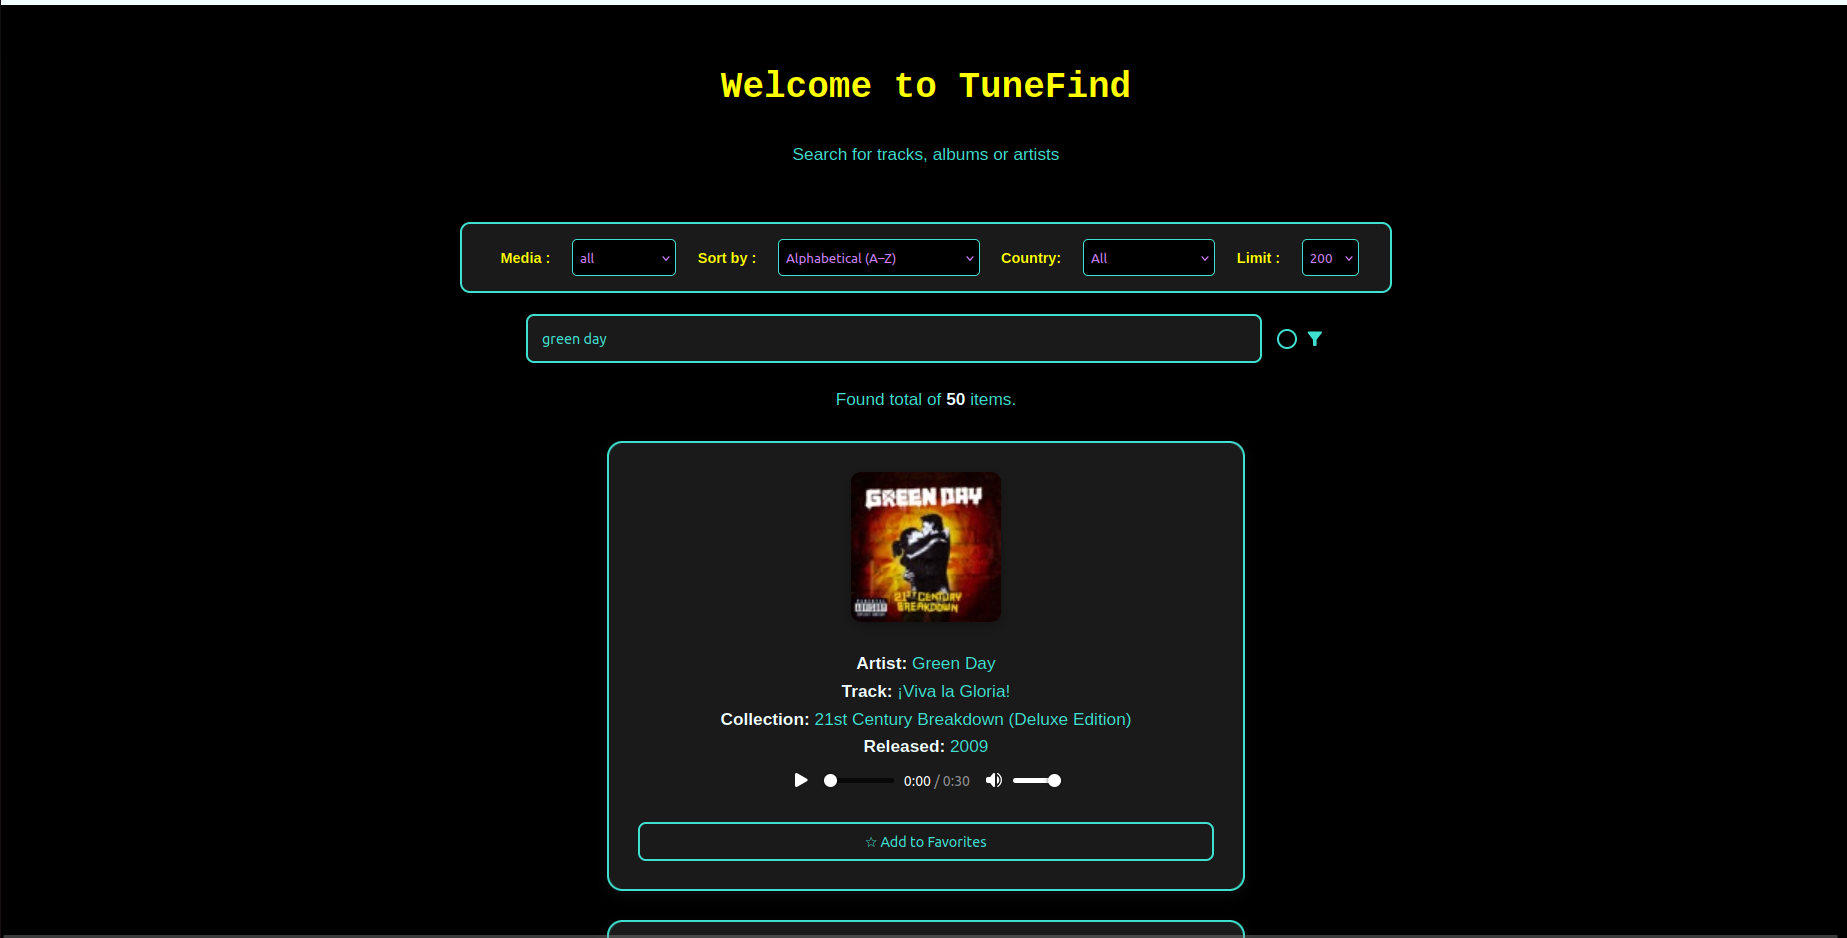 Welcome to TuneFind
Search for tracks, albums or artists
Media : all Sort by : Alphabetical (A–Z) Country: All Limit : 200
green day
Found total of 50 items.
GREEN DAY
21ST CENTURY
BREAKDOWN
Artist: Green Day
Track: ¡Viva la Gloria!
Collection: 21st Century Breakdown (Deluxe Edition)
Released: 2009
0:00 / 0:30
☆ Add to Favorites